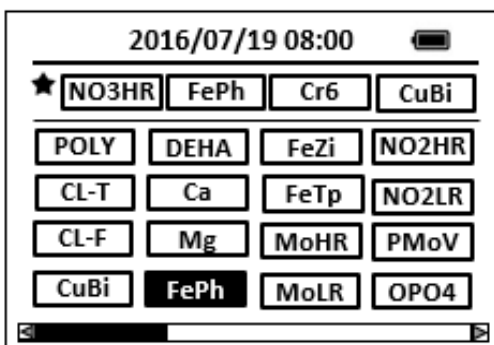 2016/07/19 08:00
NO3HR FePh Cr6 CuBi
POLY DEHA FeZi NO2HR
CL-T Ca FeTp NO2LR
CL-F Mg MoHR PMoV
CuBi FePh MoLR OPO4